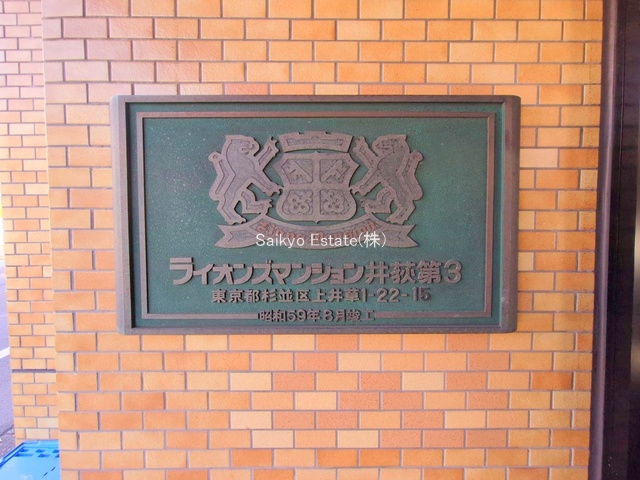 Saikyo Estate(株)
ライオンズマンション井荻第3
東京都杉並区上井草1-22-15
昭和59年8月竣工